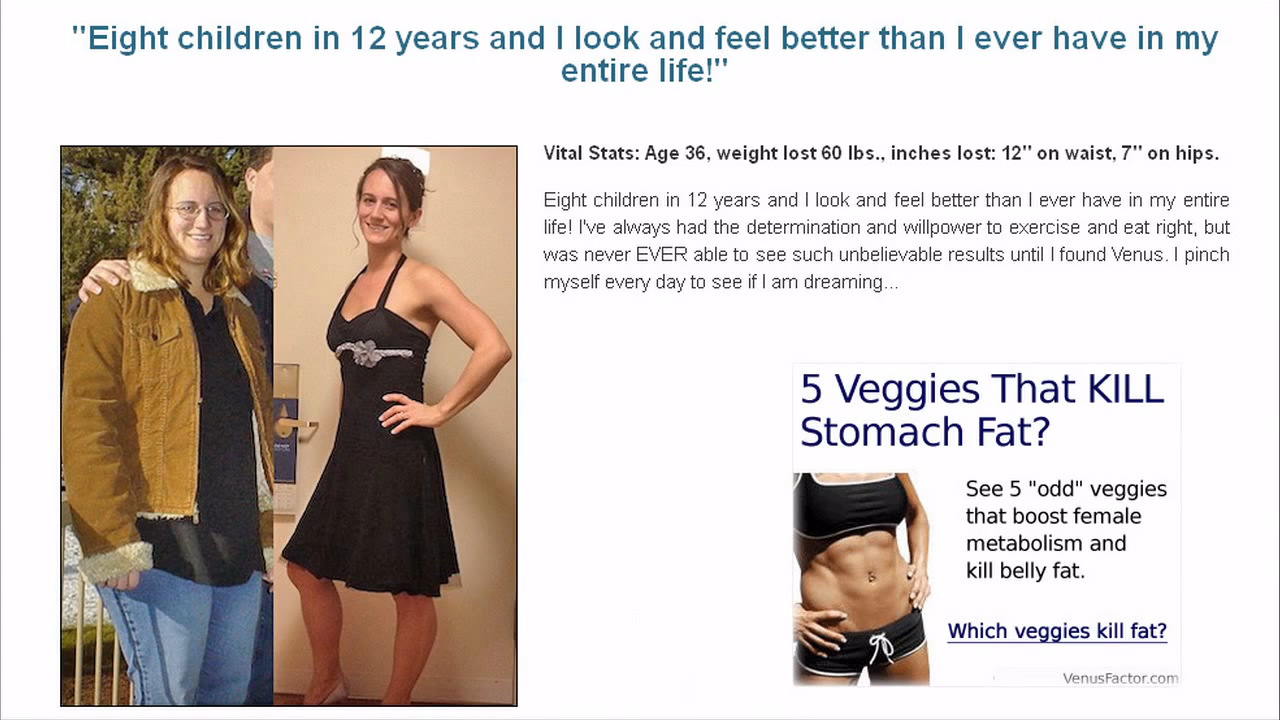 "Eight children in 12 years and I look and feel better than I ever have in my
entire life!"
Vital Stats: Age 36, weight lost 60 lbs., inches lost: 12" on waist, 7" on hips.
Eight children in 12 years and I look and feel better than I ever have in my entire
life! I've always had the determination and willpower to exercise and eat right, but
was never EVER able to see such unbelievable results until I found Venus. I pinch
myself every day to see if I am dreaming...
5 Veggies That KILL
Stomach Fat?
See 5 "odd" veggies
that boost female
metabolism and
kill belly fat.
Which veggies kill fat?
VenusFactor.com